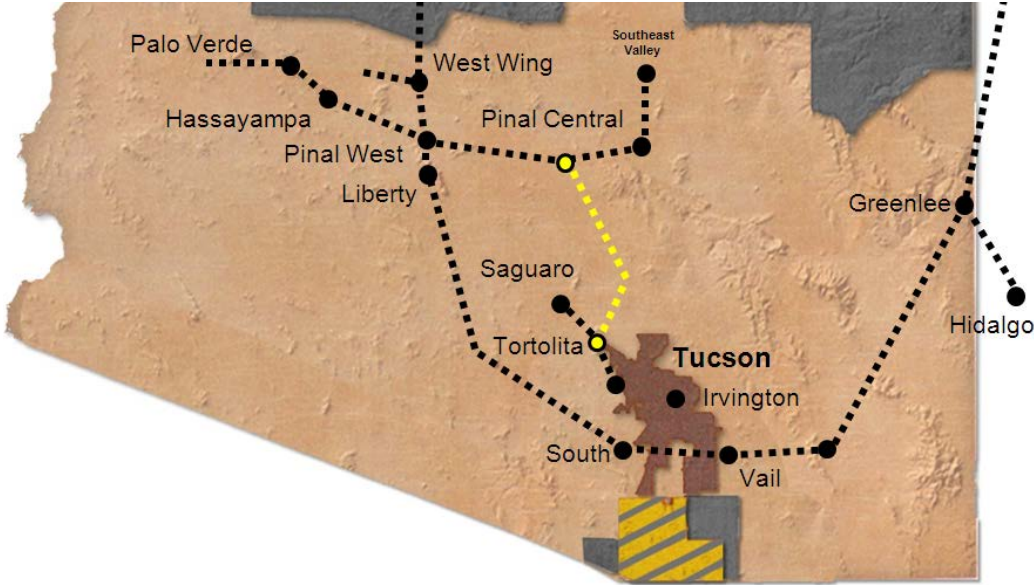 Southeast
Valley
Palo Verde
West Wing
Hassayampa
Pinal Central
Pinal West
Liberty
Greenlee
Saguaro
Hidalgo
Tortolita
Tucson
Irvington
South
Vail